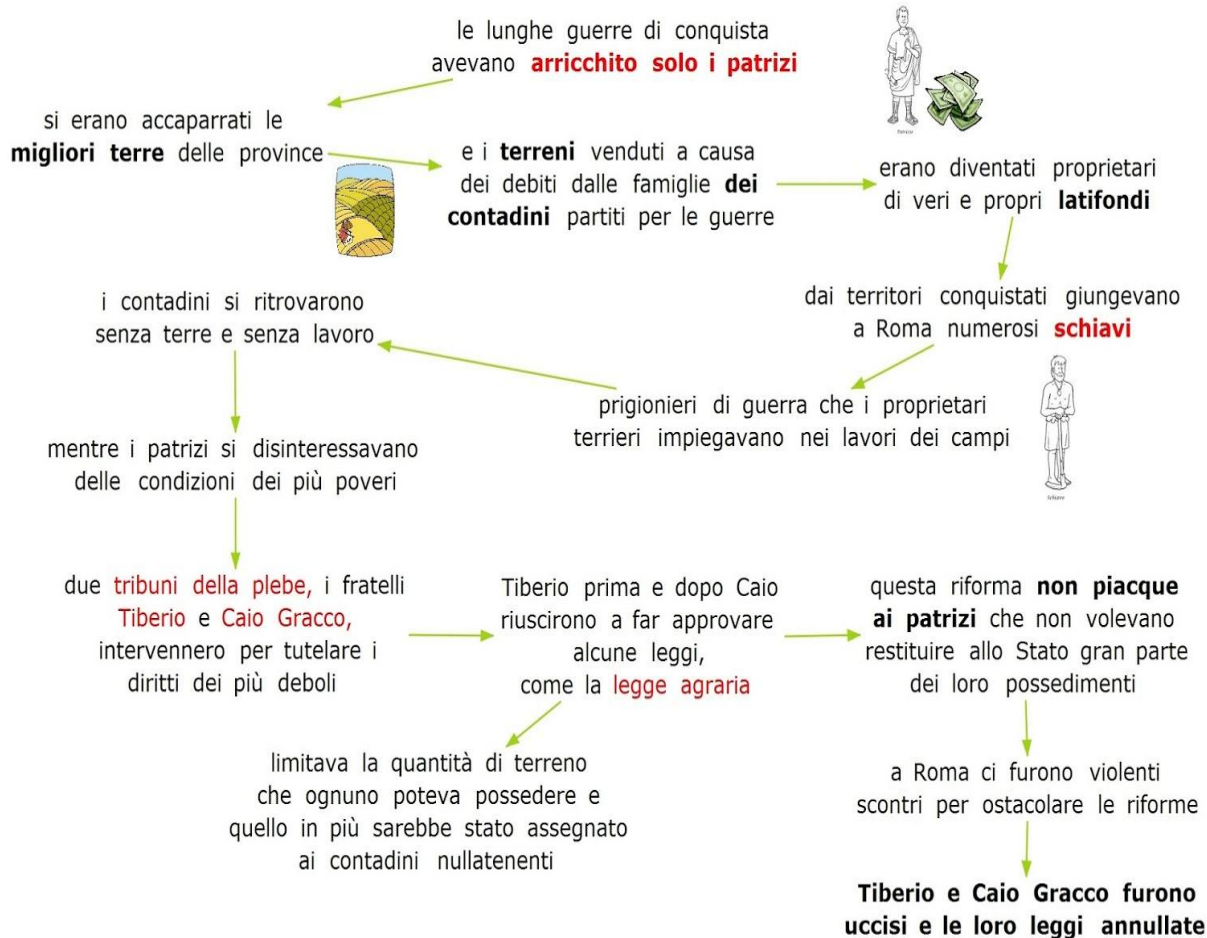 le lunghe guerre di conquista
avevano arricchito solo i patrizi
Patrizio
si erano accaparrati le
migliori terre delle province
e i terreni venduti a causa
dei debiti dalle famiglie dei
contadini partiti per le guerre
erano diventati proprietari
di veri e propri latifondi
dai territori conquistati giungevano
a Roma numerosi schiavi
prigionieri di guerra che i proprietari
terrieri impiegavano nei lavori dei campi
Schiavo
i contadini si ritrovarono
senza terre e senza lavoro
mentre i patrizi si disinteressavano
delle condizioni dei più poveri
due tribuni della plebe, i fratelli
Tiberio e Caio Gracco,
intervennero per tutelare i
diritti dei più deboli
Tiberio prima e dopo Caio
riuscirono a far approvare
alcune leggi,
come la legge agraria
limitava la quantità di terreno
che ognuno poteva possedere e
quello in più sarebbe stato assegnato
ai contadini nullatenenti
questa riforma non piacque
ai patrizi che non volevano
restituire allo Stato gran parte
dei loro possedimenti
a Roma ci furono violenti
scontri per ostacolare le riforme
Tiberio e Caio Gracco furono
uccisi e le loro leggi annullate